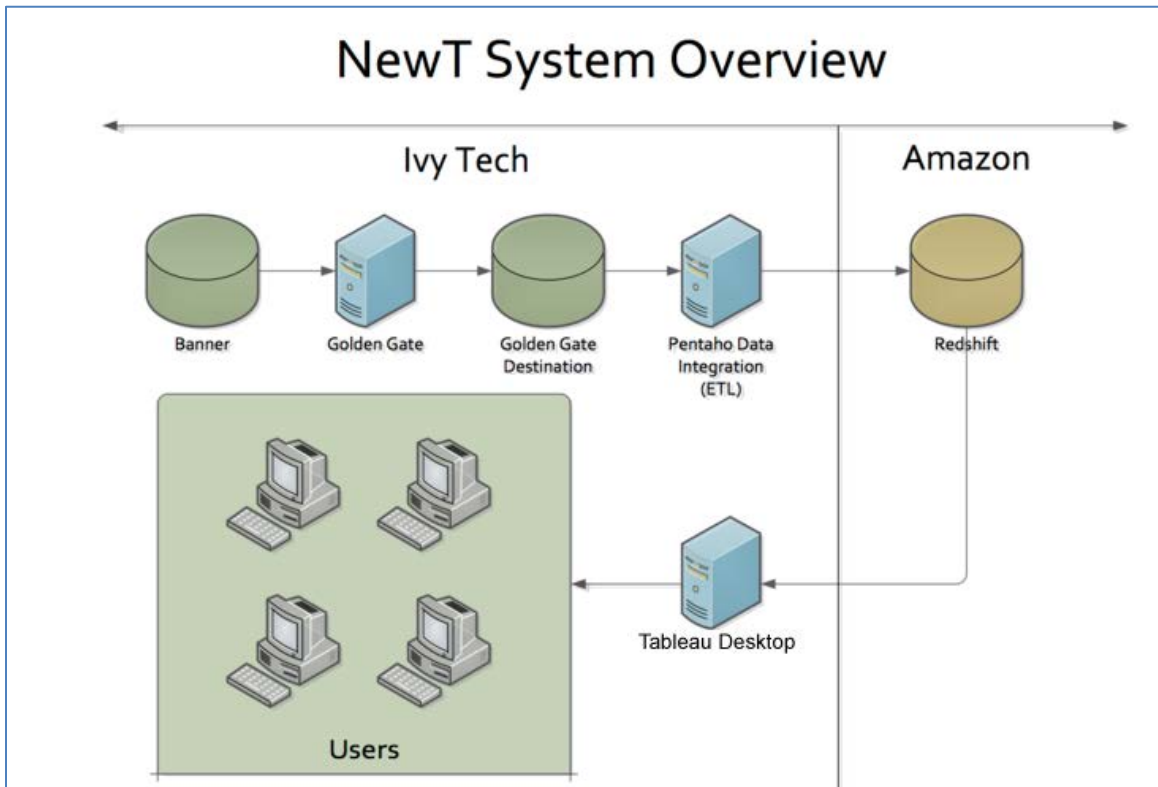 NewT System Overview
Ivy Tech
Amazon
Banner
Golden Gate
Golden Gate
Destination
Pentaho Data
Integration
(ETL)
Redshift
Tableau Desktop
Users